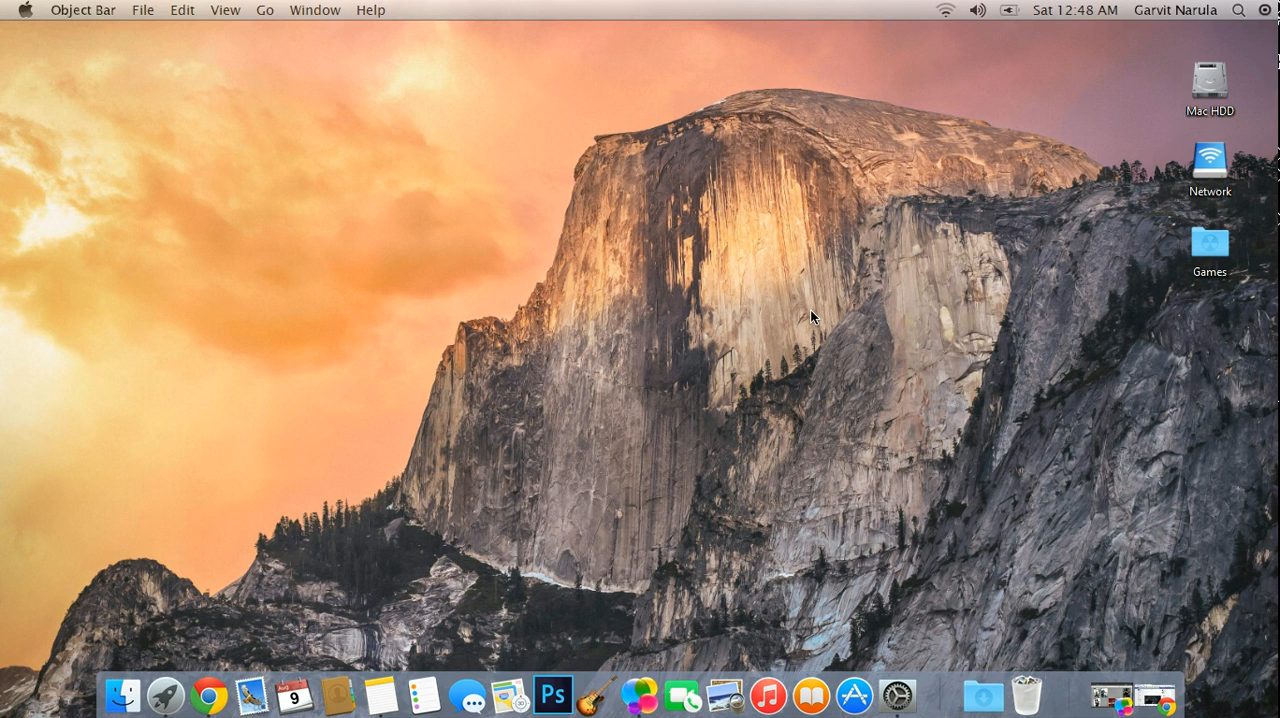 Object Bar File Edit View Go Window Help Sat 12:48 AM Garvit Narula
Mac HDD
Network
Games
Aug
9
Ps